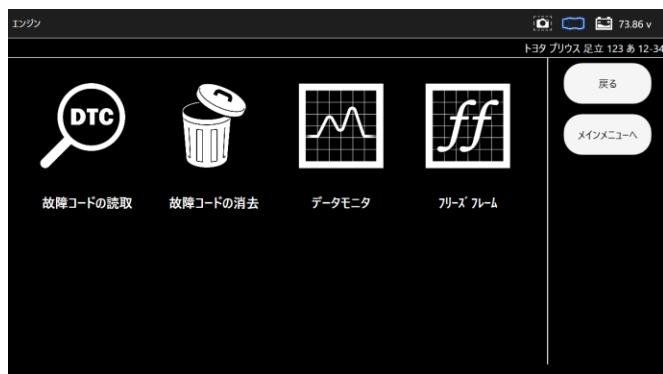 エンジン
73.86 v
トヨタ プリウス 足立 123 あ 12-34
戻る
メインメニューへ
DTC
ff
故障コードの読取
故障コードの消去
データモニタ
フリーズ フレーム